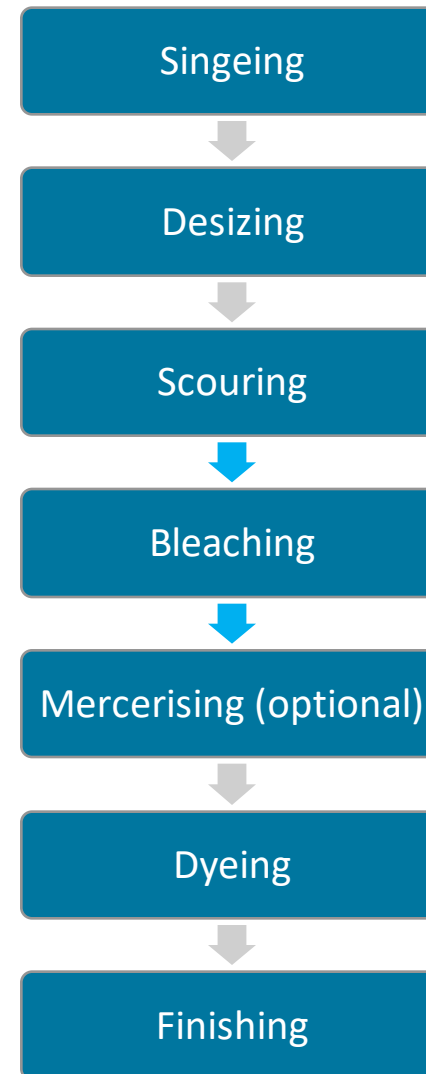 Singeing
Desizing
Scouring
Bleaching
Mercerising (optional)
Dyeing
Finishing